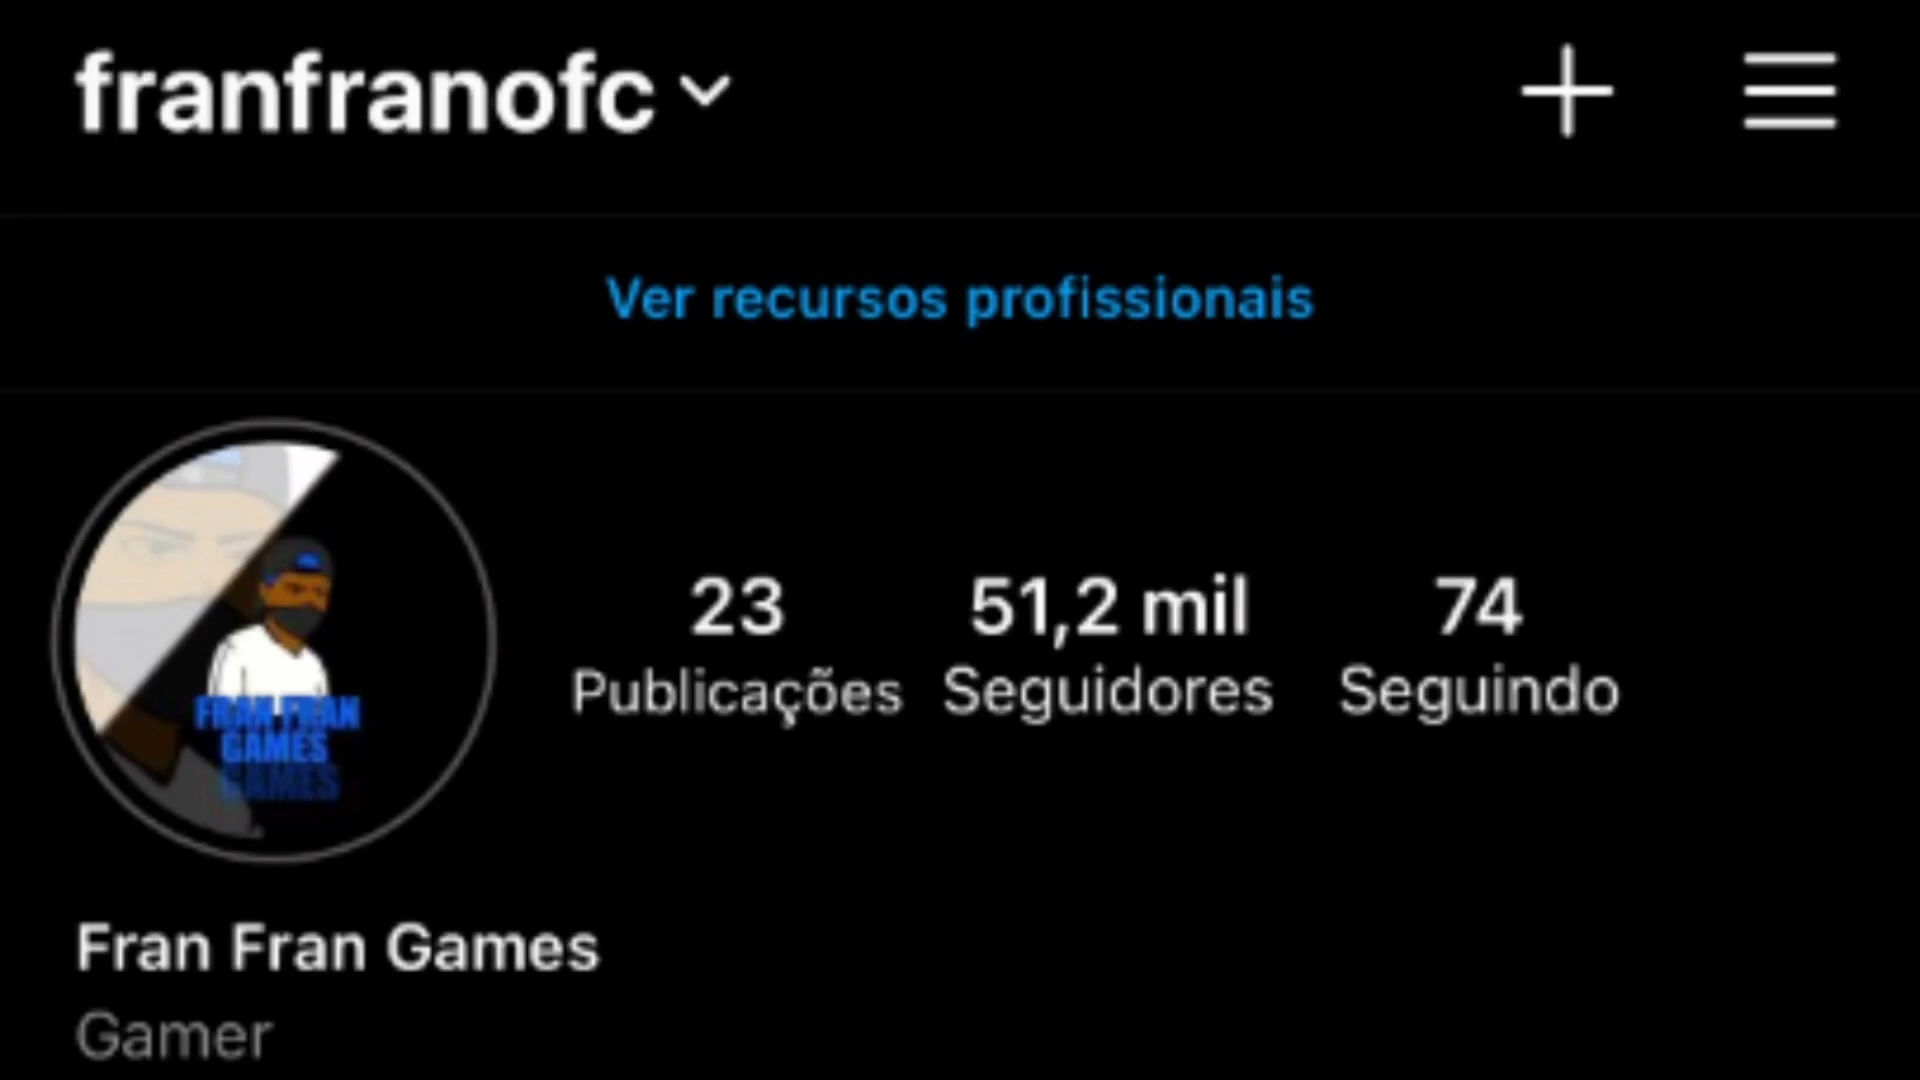 franfranofc
Ver recursos profissionais
23
51,2 mil
74
Publicações
Seguidores
Seguindo
FRAN FRAN
GAMES
GAMES
Fran Fran Games
Gamer